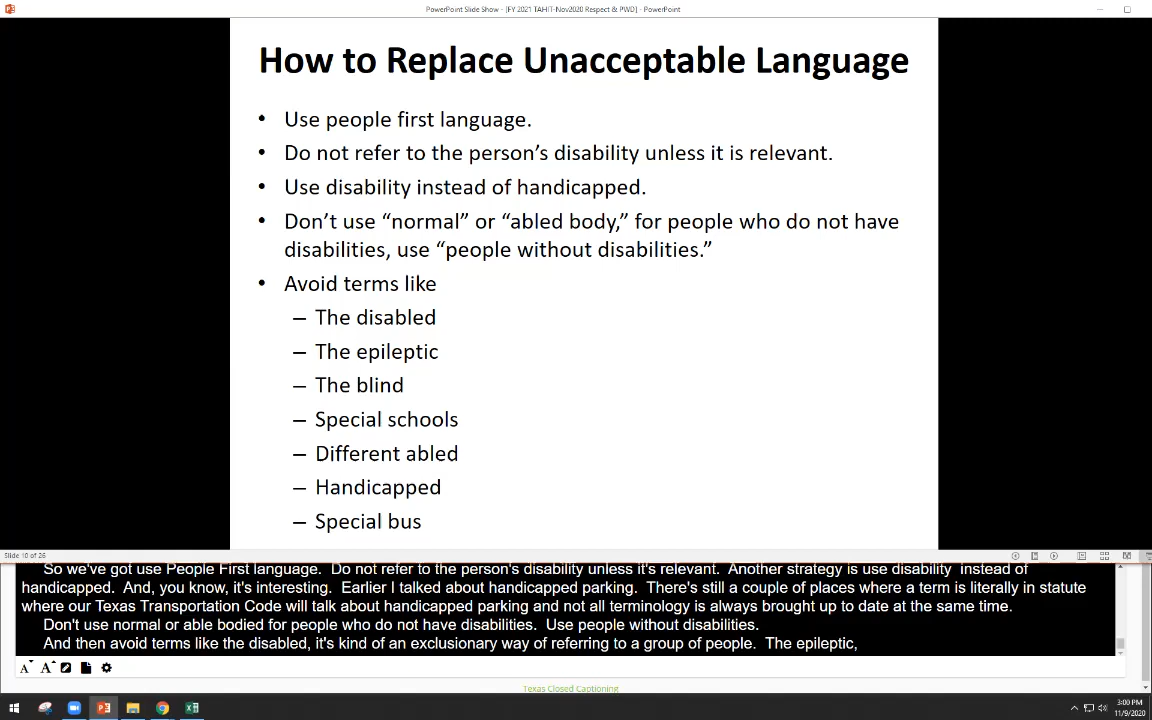 PowerPoint Slide Show - [FY 2021 TAHIT-Nov2020 Respect & PWD] - PowerPoint
How to Replace Unacceptable Language
• Use people first language.
• Do not refer to the person's disability unless it is relevant.
• Use disability instead of handicapped.
• Don't use “normal” or “abled body,” for people who do not have
disabilities, use “people without disabilities.”
• Avoid terms like
– The disabled
– The epileptic
– The blind
– Special schools
– Different abled
– Handicapped
– Special bus
Slide 10 of 26
So we've got use People First language. Do not refer to the person's disability unless it's relevant. Another strategy is use disability instead of
handicapped. And, you know, it's interesting. Earlier I talked about handicapped parking. There's still a couple of places where a term is literally in statute
where our Texas Transportation Code will talk about handicapped parking and not all terminology is always brought up to date at the same time.
Don't use normal or able bodied for people who do not have disabilities. Use people without disabilities.
And then avoid terms like the disabled, it's kind of an exclusionary way of referring to a group of people. The epileptic,
A A
Texas Closed Captioning
3:00 PM
11/9/2020